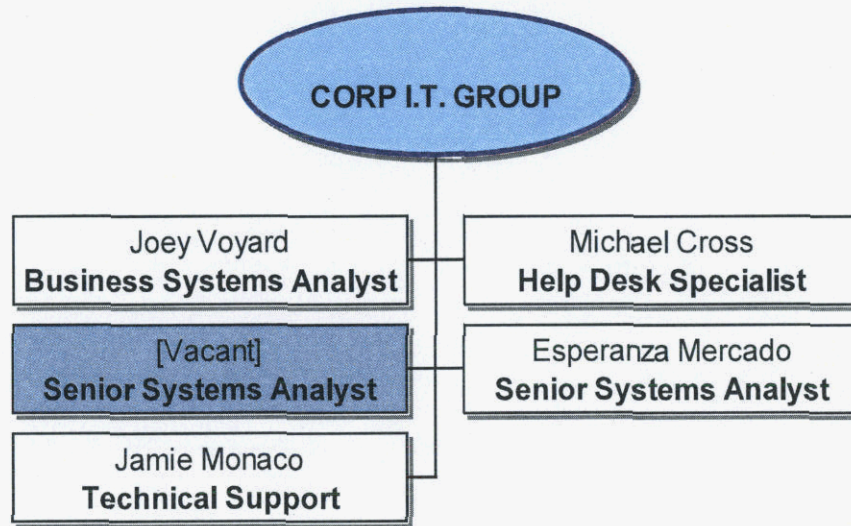 CORP I.T. GROUP
Joey Voyard
Business Systems Analyst
Michael Cross
Help Desk Specialist
[Vacant]
Senior Systems Analyst
Esperanza Mercado
Senior Systems Analyst
Jamie Monaco
Technical Support